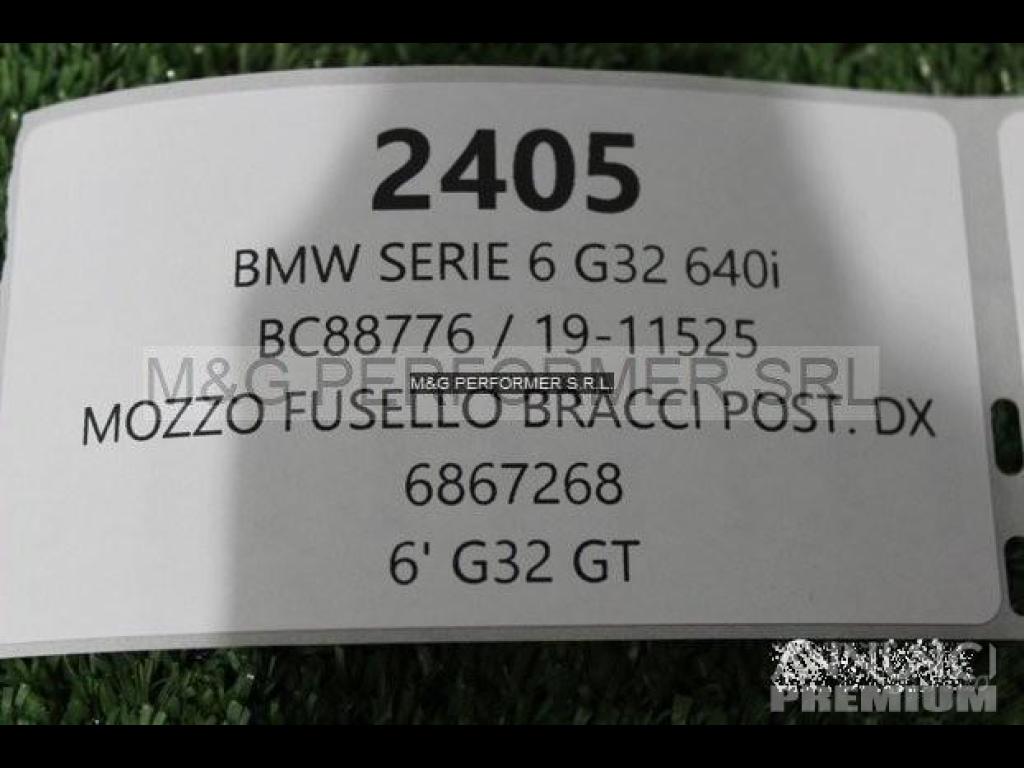 2405
BMW SERIE 6 G32 640i
BC88776 / 19-11525
M&G PERFORMER SRL
M&G PERFORMER S.R.L.
MOZZO FUSELLO BRACCI POST. DX
6867268
6' G32 GT
PREMIUM